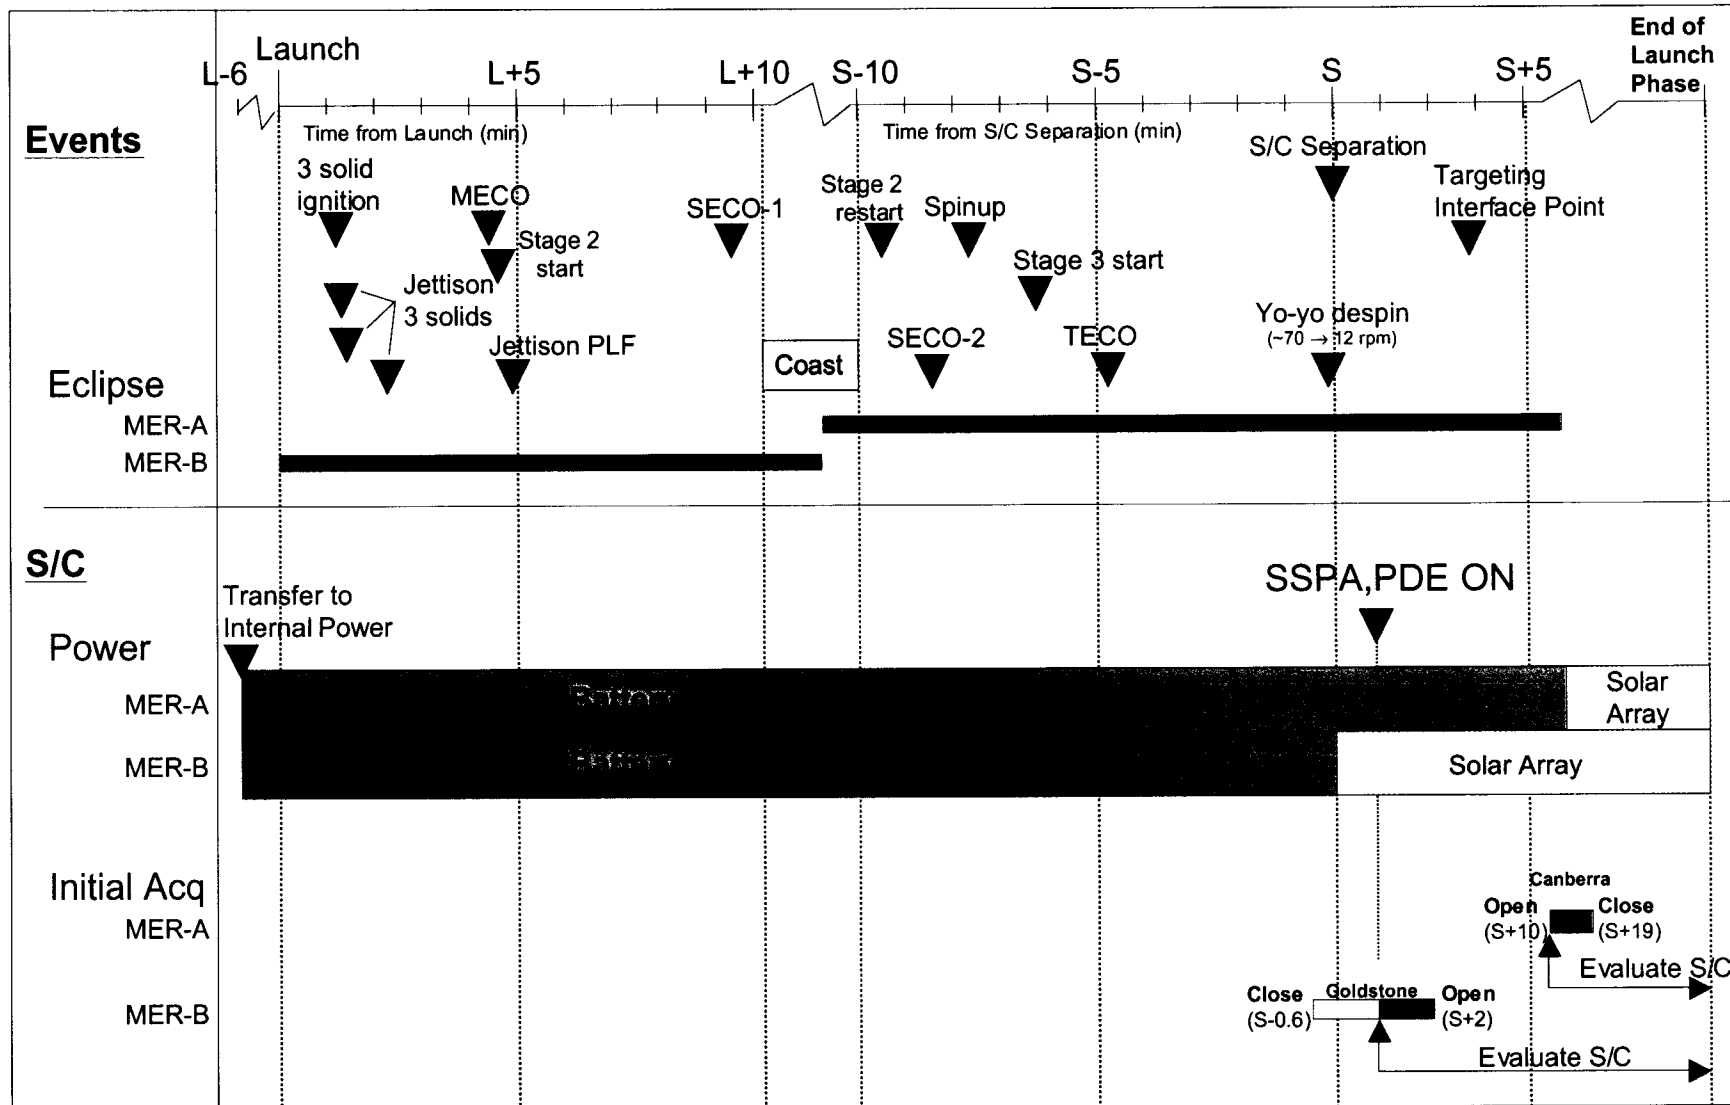 Launch
End of
Launch
Phase
L-6
L+5
L+10
S-10
S-5
S
S+5
Events
Time from Launch (min)
Time from S/C Separation (min)
3 solid
ignition
MECO
Stage 2
start
SECO-1
Stage 2
restart
Spinup
S/C Separation
Targeting
Interface Point
Stage 3 start
Jettison
3 solids
Jettison PLF
Coast
SECO-2
TECO
Yo-yo despin
(~70 → 12 rpm)
Eclipse
MER-A
MER-B
S/C
Transfer to
Internal Power
SSPA,PDE ON
Power
MER-A
Battery
Solar
Array
MER-B
Battery
Solar Array
Initial Acq
Canberra
MER-A
Open
(S+10)
Close
(S+19)
Evaluate S/C
MER-B
Close
(S-0.6)
Goldstone
Open
(S+2)
Evaluate S/C